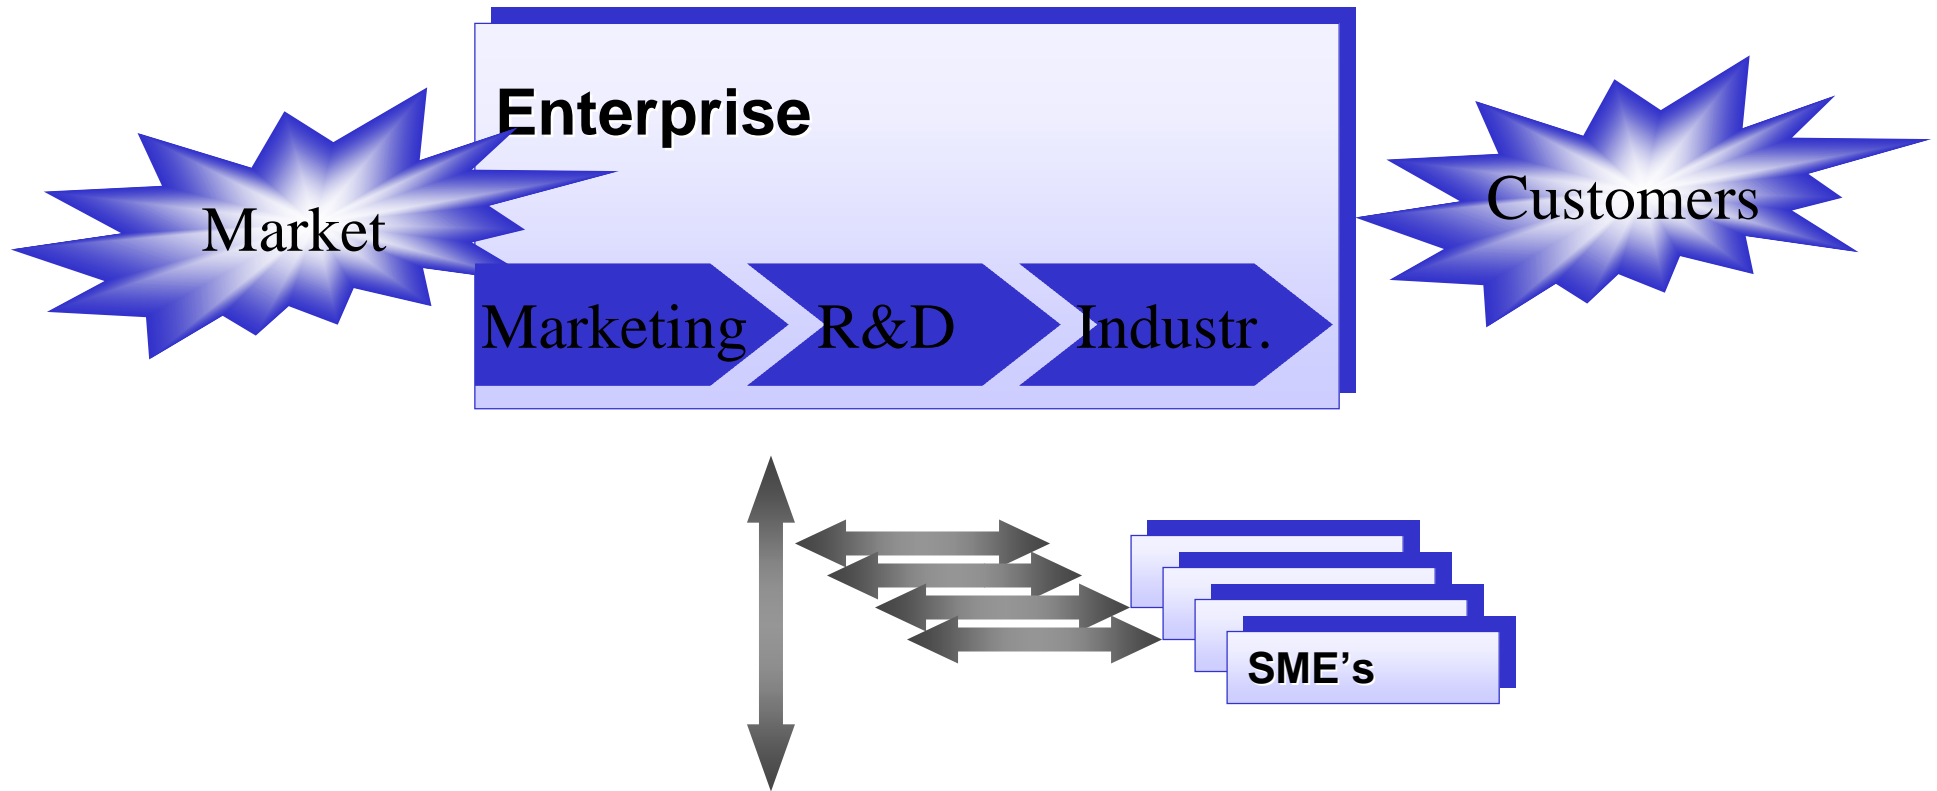 Enterprise
Market
Customers
Marketing
R&D
Industr.
SME’s